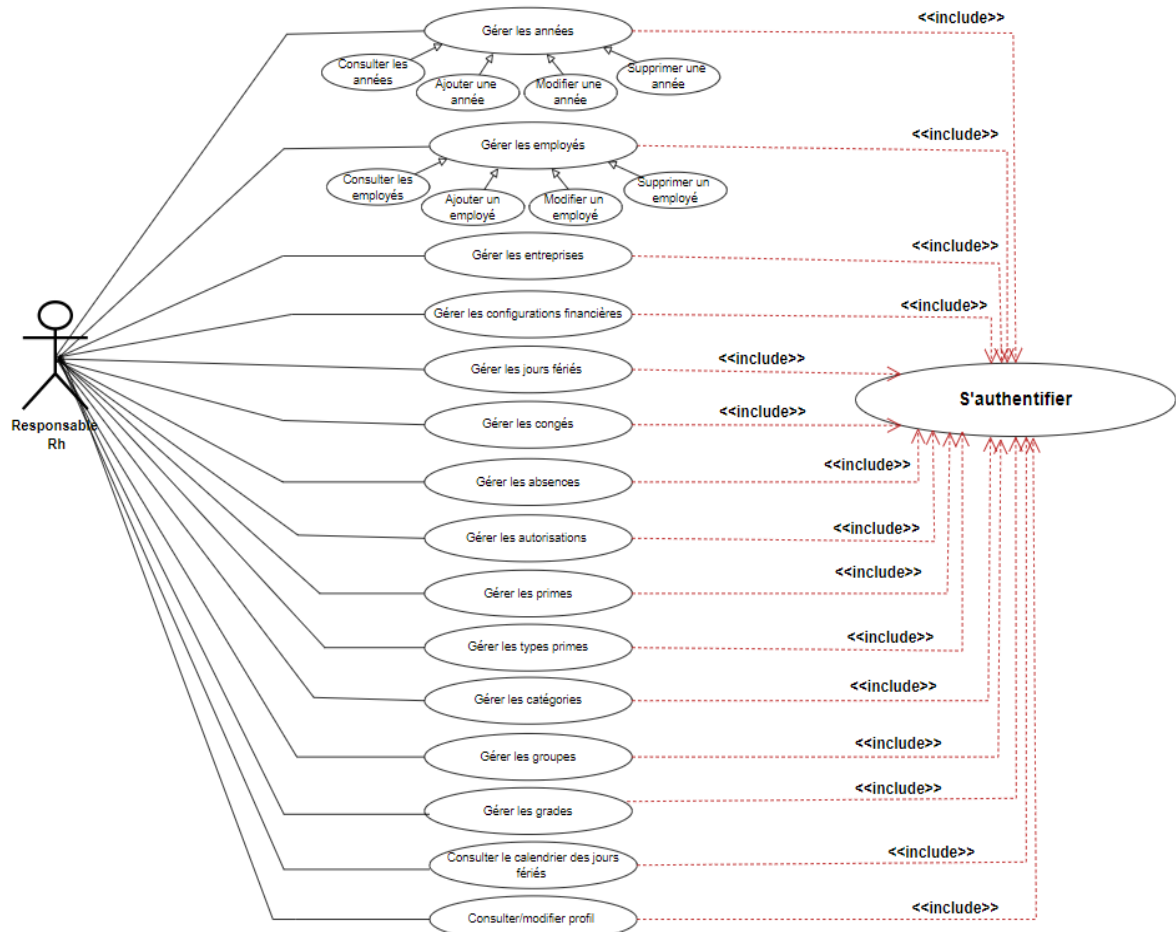 Gérer les années
<<include>>
Consulter les
années
Ajouter une
année
Modifier une
année
Supprimer une
année
Gérer les employés
<<include>>
Consulter les
employés
Ajouter un
employé
Modifier un
employé
Supprimer un
employé
Gérer les entreprises
<<include>>
Gérer les configurations financières
<<include>>
Gérer les jours fériés
<<include>>
S'authentifier
Responsable
Rh
Gérer les congés
<<include>>
Gérer les absences
<<include>>
Gérer les autorisations
<<include>>
Gérer les primes
<<include>>
Gérer les types primes
<<include>>
Gérer les catégories
<<include>>
Gérer les groupes
<<include>>
Gérer les grades
<<include>>
Consulter le calendrier des jours
fériés
<<include>>
Consulter/modifier profil
<<include>>